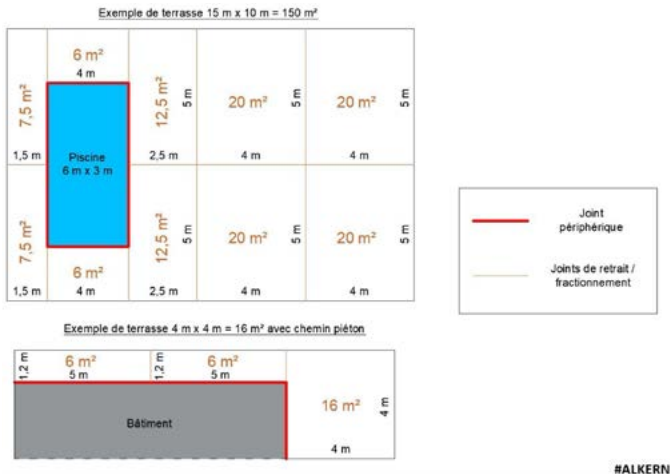 Exemple de terrasse 15 m x 10 m = 150 m²
6 m²
4 m
7,5 m²
1,5 m
Piscine
6 m x 3 m
12,5 m²
5 m
2,5 m
20 m²
5 m
4 m
20 m²
5 m
4 m
7,5 m²
1,5 m
6 m²
4 m
12,5 m²
5 m
2,5 m
20 m²
5 m
4 m
20 m²
5 m
4 m
Joint
périphérique
Joints de retrait /
fractionnement
Exemple de terrasse 4 m x 4 m = 16 m² avec chemin piéton
1,2 m
6 m²
5 m
1,2 m
6 m²
5 m
Bâtiment
16 m²
4 m
4 m
#ALKERN